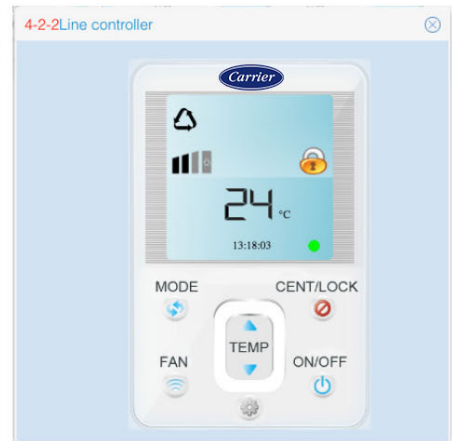 4-2-2Line controller
Carrier
24 °C
13:18:03
MODE
CENT/LOCK
TEMP
FAN
ON/OFF